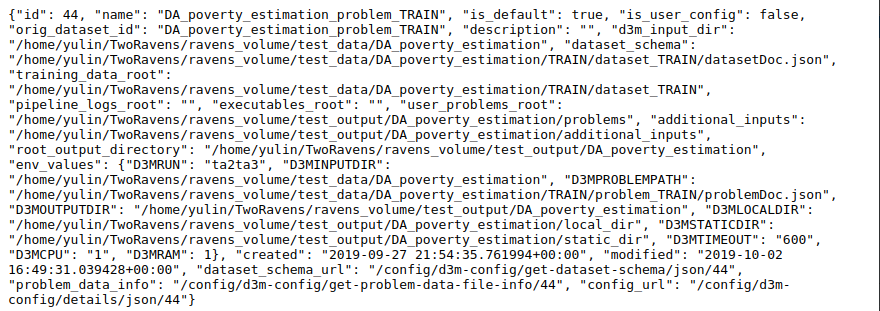 {"id": 44, "name": "DA_poverty_estimation_problem_TRAIN", "is_default": true, "is_user_config": false,
"orig_dataset_id": "DA_poverty_estimation_problem_TRAIN", "description": "", "d3m_input_dir":
"/home/yulin/TwoRavens/ravens_volume/test_data/DA_poverty_estimation", "dataset_schema":
"/home/yulin/TwoRavens/ravens_volume/test_data/DA_poverty_estimation/TRAIN/dataset_TRAIN/datasetDoc.json",
"training_data_root":
"/home/yulin/TwoRavens/ravens_volume/test_data/DA_poverty_estimation/TRAIN/dataset_TRAIN",
"pipeline_logs_root": "", "executables_root": "", "user_problems_root":
"/home/yulin/TwoRavens/ravens_volume/test_output/DA_poverty_estimation/problems", "additional_inputs":
"/home/yulin/TwoRavens/ravens_volume/test_output/DA_poverty_estimation/additional_inputs",
"root_output_directory": "/home/yulin/TwoRavens/ravens_volume/test_output/DA_poverty_estimation",
"env_values": {"D3MRUN": "ta2ta3", "D3MINPUTDIR":
"/home/yulin/TwoRavens/ravens_volume/test_data/DA_poverty_estimation", "D3MPROBLEMPATH":
"/home/yulin/TwoRavens/ravens_volume/test_data/DA_poverty_estimation/TRAIN/problem_TRAIN/problemDoc.json",
"D3MOUTPUTDIR": "/home/yulin/TwoRavens/ravens_volume/test_output/DA_poverty_estimation", "D3MLOCALDIR":
"/home/yulin/TwoRavens/ravens_volume/test_output/DA_poverty_estimation/local_dir", "D3MSTATICDIR":
"/home/yulin/TwoRavens/ravens_volume/test_output/DA_poverty_estimation/static_dir", "D3MTIMEOUT": "600",
"D3MCPU": "1", "D3MRAM": 1}, "created": "2019-09-27 21:54:35.761994+00:00", "modified": "2019-10-02
16:49:31.039428+00:00", "dataset_schema_url": "/config/d3m-config/get-dataset-schema/json/44",
"problem_data_info": "/config/d3m-config/get-problem-data-file-info/44", "config_url": "/config/d3m-
config/details/json/44"}